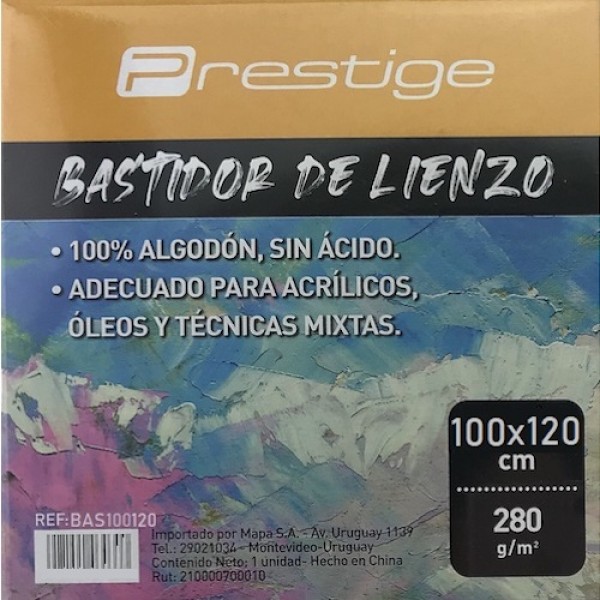 Prestige
BASTIDOR DE LIENZO
• 100% ALGODÓN, SIN ÁCIDO.
• ADECUADO PARA ACRÍLICOS,
ÓLEOS Y TÉCNICAS MIXTAS.
100x120
cm
280
g/m²
REF:BAS100120
Importado por Mapa S.A. - Av. Uruguay 1139
Tel.: 29021034 - Montevideo-Uruguay
Contenido Neto: 1 unidad- Hecho en China
Rut: 210000700010